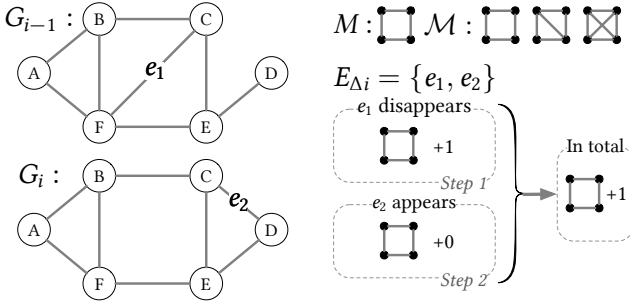 G_{i−1} :
B
C
A
e_1
D
F
E
G_i :
B
C
e_2
A
D
F
E
M :
ℳ :
E_{Δi} = {e_1, e_2}
e_1 disappears
+1
Step 1
e_2 appears
+0
Step 2
In total
+1